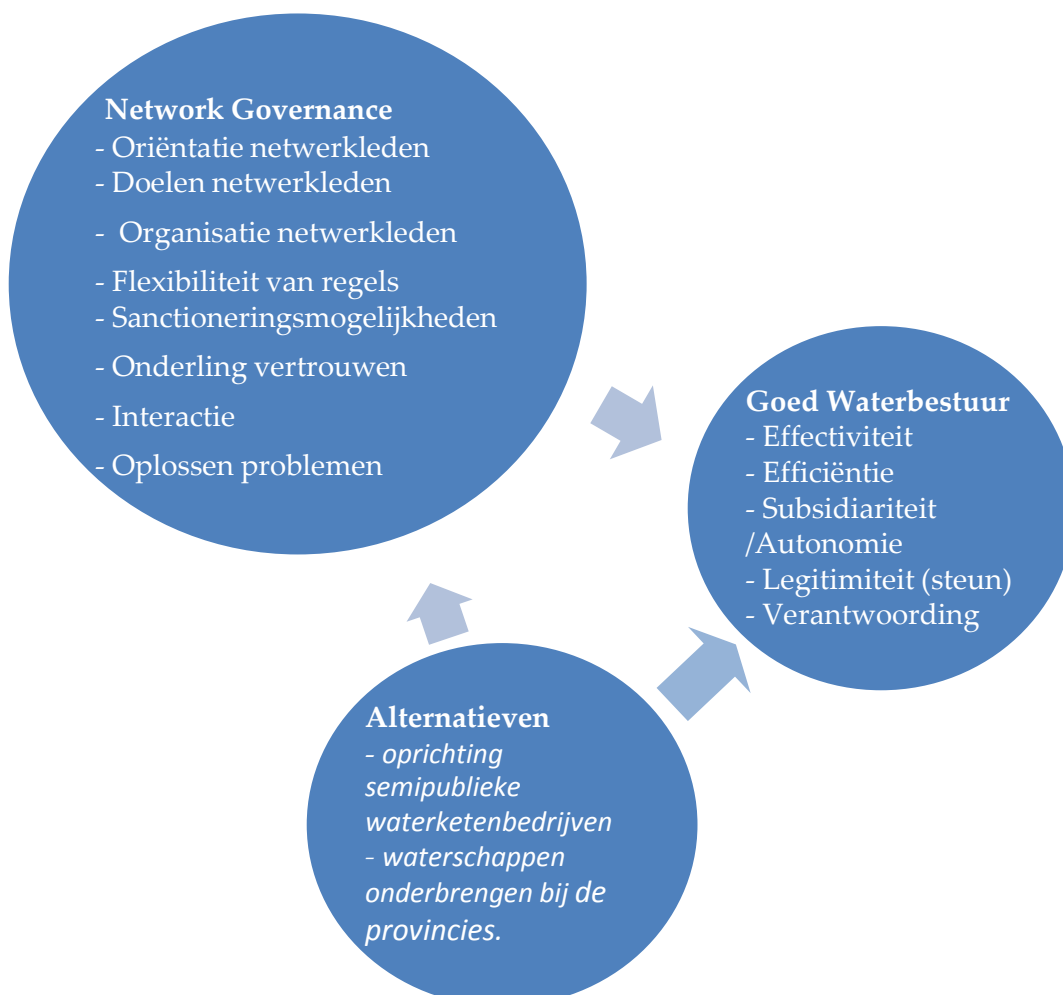 Network Governance
- Oriëntatie netwerkleden
- Doelen netwerkleden
- Organisatie netwerkleden
- Flexibiliteit van regels
- Sanctioneringsmogelijkheden
- Onderling vertrouwen
- Interactie
- Oplossen problemen
Goed Waterbestuur
- Effectiviteit
- Efficiëntie
- Subsidiariteit
/Autonomie
- Legitimiteit (steun)
- Verantwoording
Alternatieven
- oprichting
semipublieke
waterketenbedrijven
- waterschappen
onderbrengen bij de
provincies.